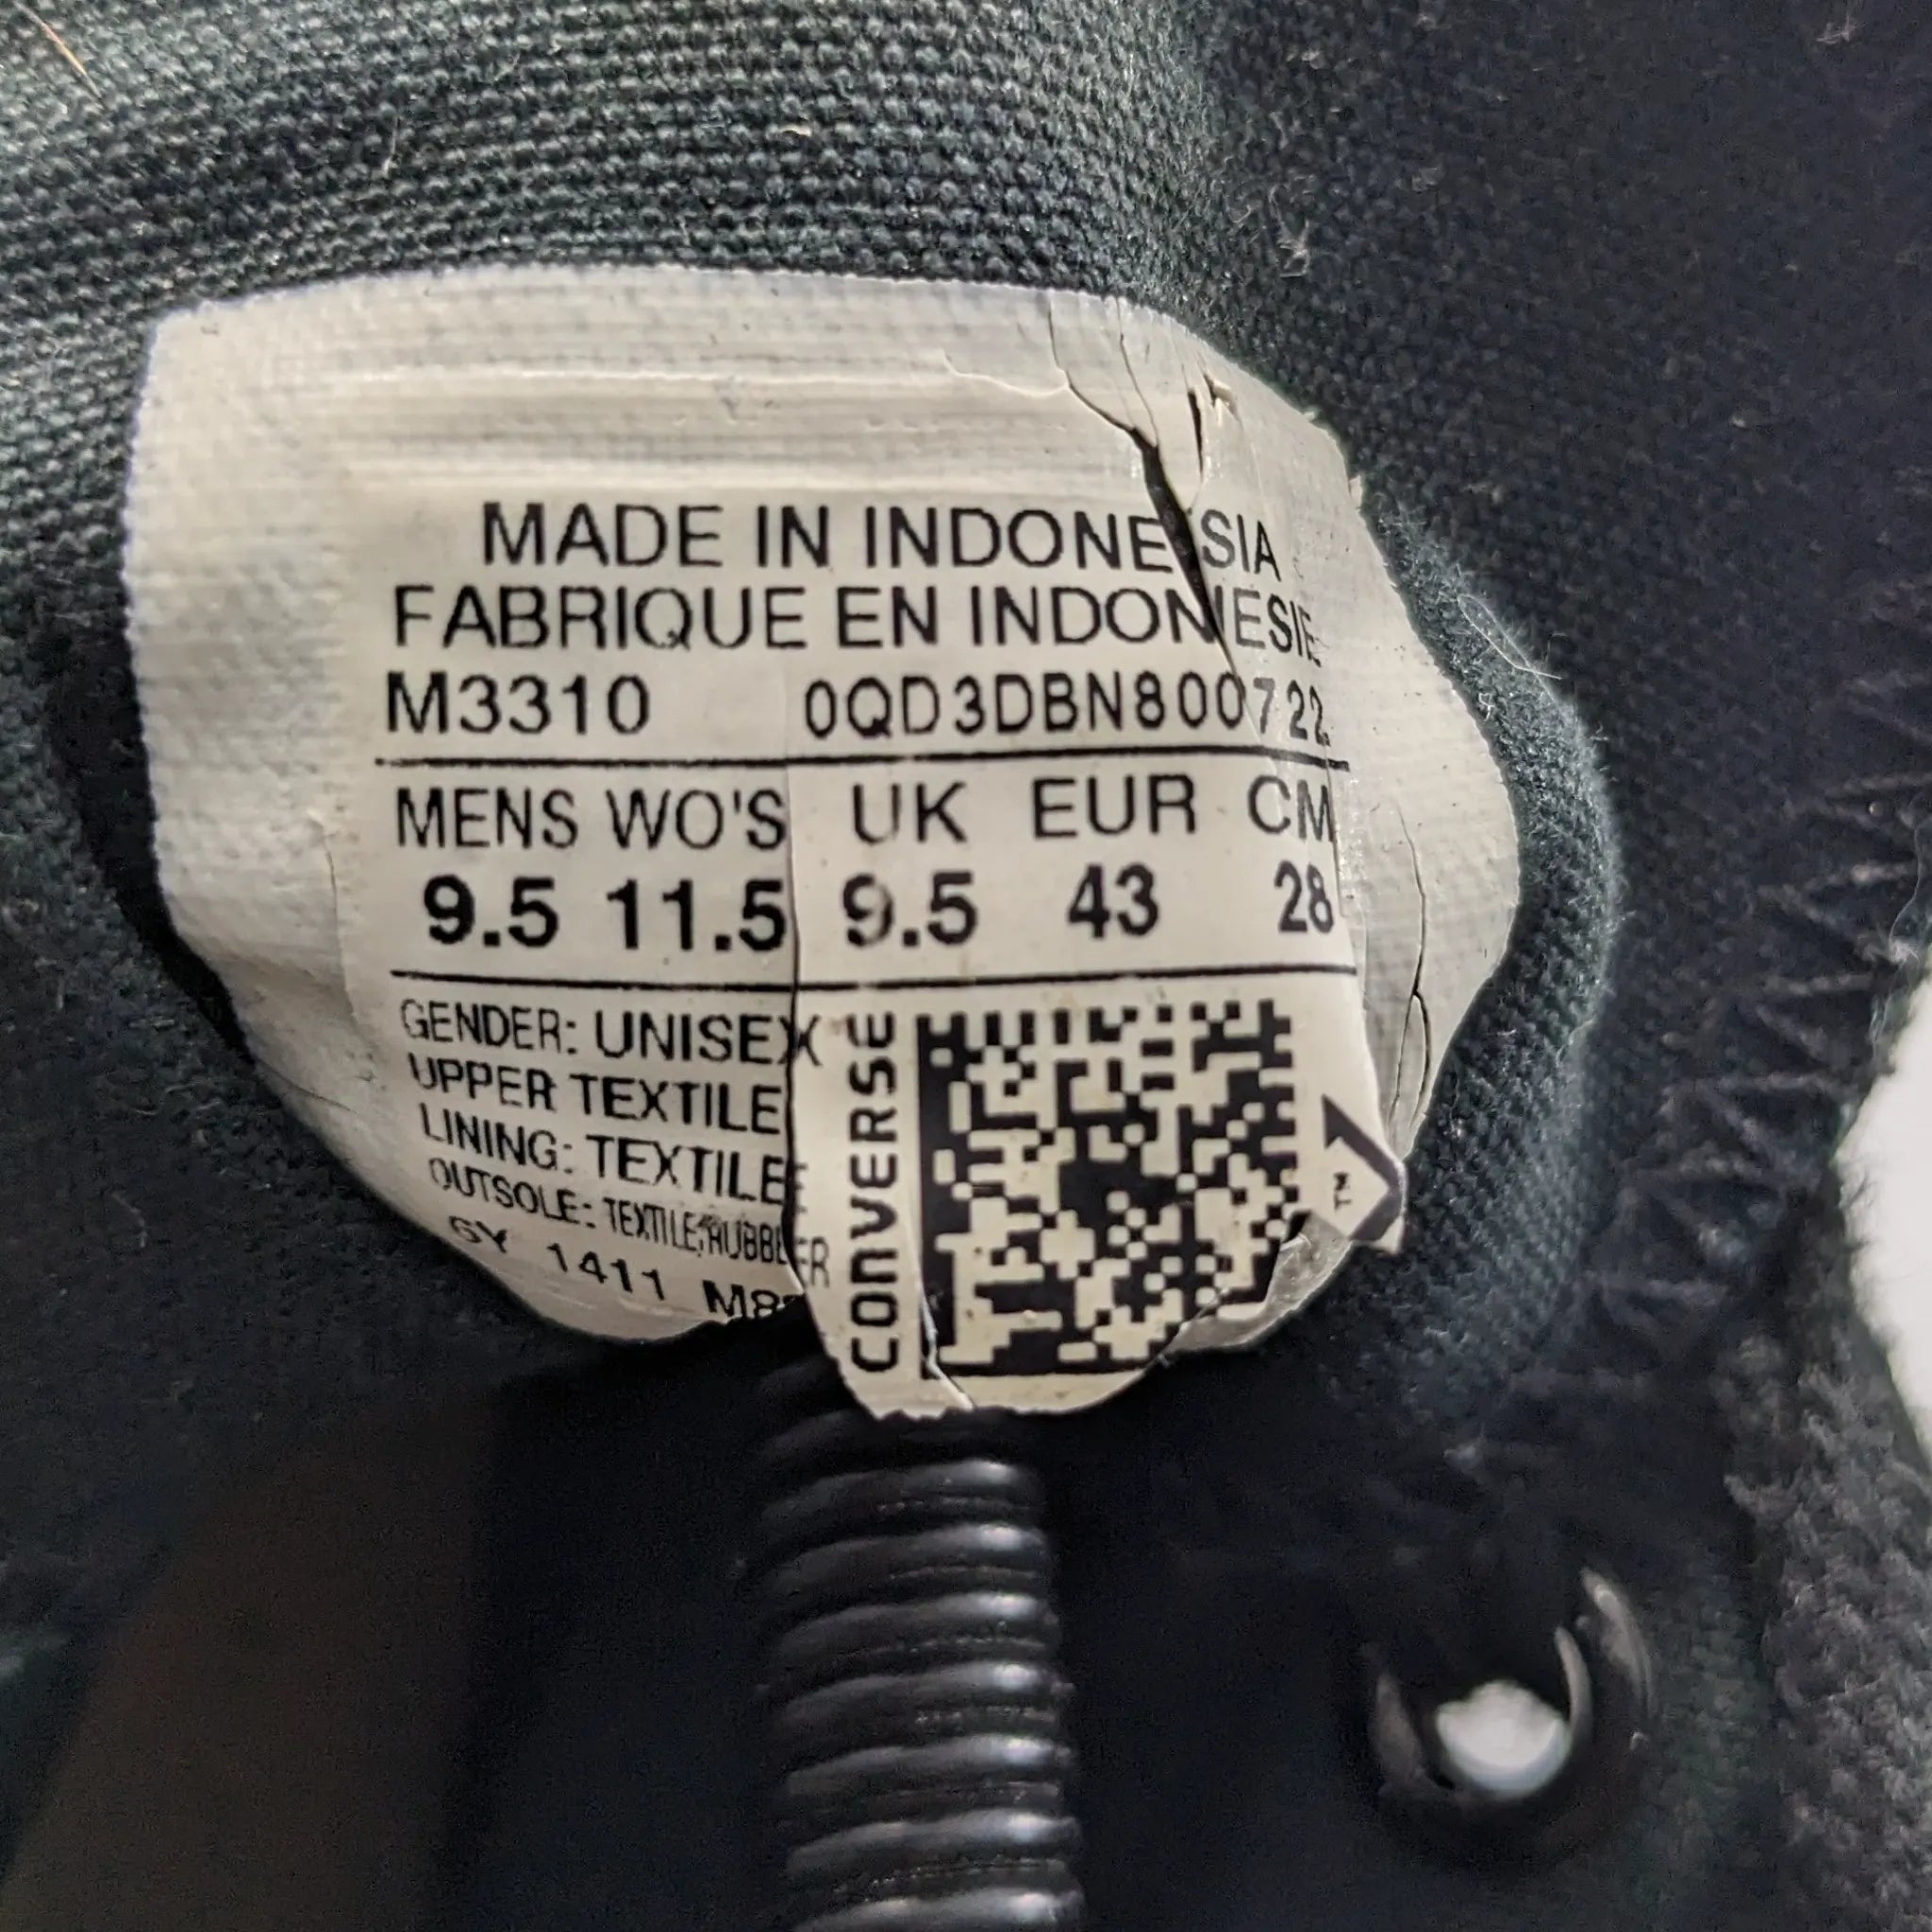 MADE IN INDONESIA
FABRIQUE EN INDONESIE
M3310 0QD3DBN800722
MENS WO'S UK EUR CM
9.5 11.5 9.5 43 28
GENDER: UNISEX
UPPER TEXTILE
LINING: TEXTILE
OUTSOLE: TEXTILE,RUBBER
GY 1411
CONVERSE